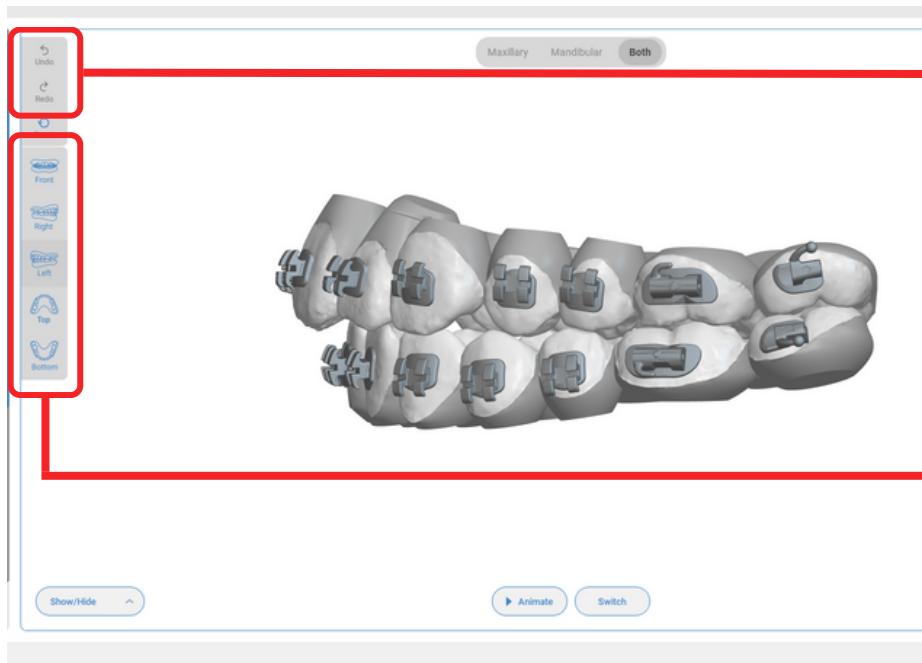 Undo
Maxillary Mandibular Both
Redo
Front
Right
Left
Top
Bottom
Show/Hide
Animate Switch